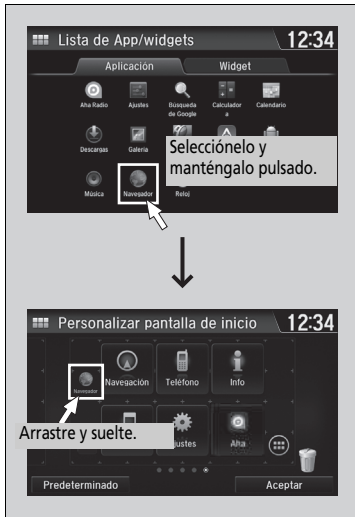 Lista de App/widgets 12:34
Aplicación Widget
Aha Radio Ajustes Búsqueda de Google Calculadora Calendario
Descargas Galería
Selecciónelo y
manténgalo pulsado.
Música Navegador Reloj
Personalizar pantalla de inicio 12:34
Navegador Navegación Teléfono Info
Arrastre y suelte.
Aha
Predeterminado Aceptar